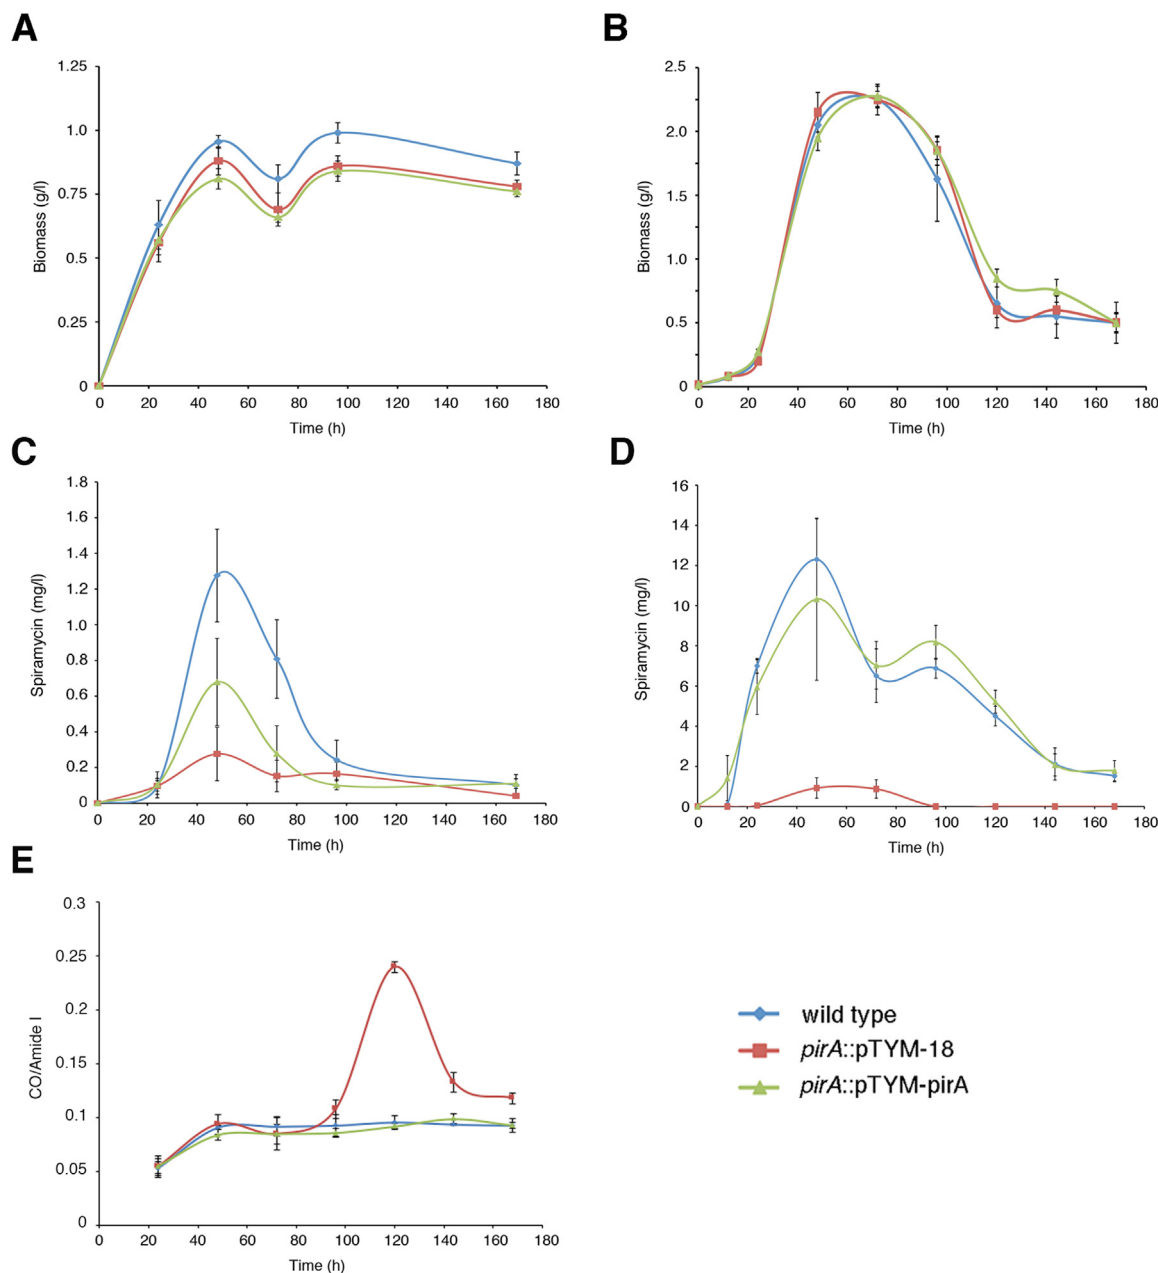 A
1.25
1.0
0.75
0.5
0.25
0
Biomass (g/l)
0 20 40 60 80 100 120 140 160 180
Time (h)
B
2.5
2.0
1.5
1.0
0.5
0
Biomass (g/l)
0 20 40 60 80 100 120 140 160 180
Time (h)
C
1.8
1.6
1.4
1.2
1.0
0.8
0.6
0.4
0.2
0
Spiramycin (mg/l)
0 20 40 60 80 100 120 140 160 180
Time (h)
D
16
14
12
10
8
6
4
2
0
Spiramycin (mg/l)
0 20 40 60 80 100 120 140 160 180
Time (h)
E
0.3
0.25
0.2
0.15
0.1
0.05
0
CO/Amide I
0 20 40 60 80 100 120 140 160 180
Time (h)
wild type
pirA::pTYM-18
pirA::pTYM-pirA